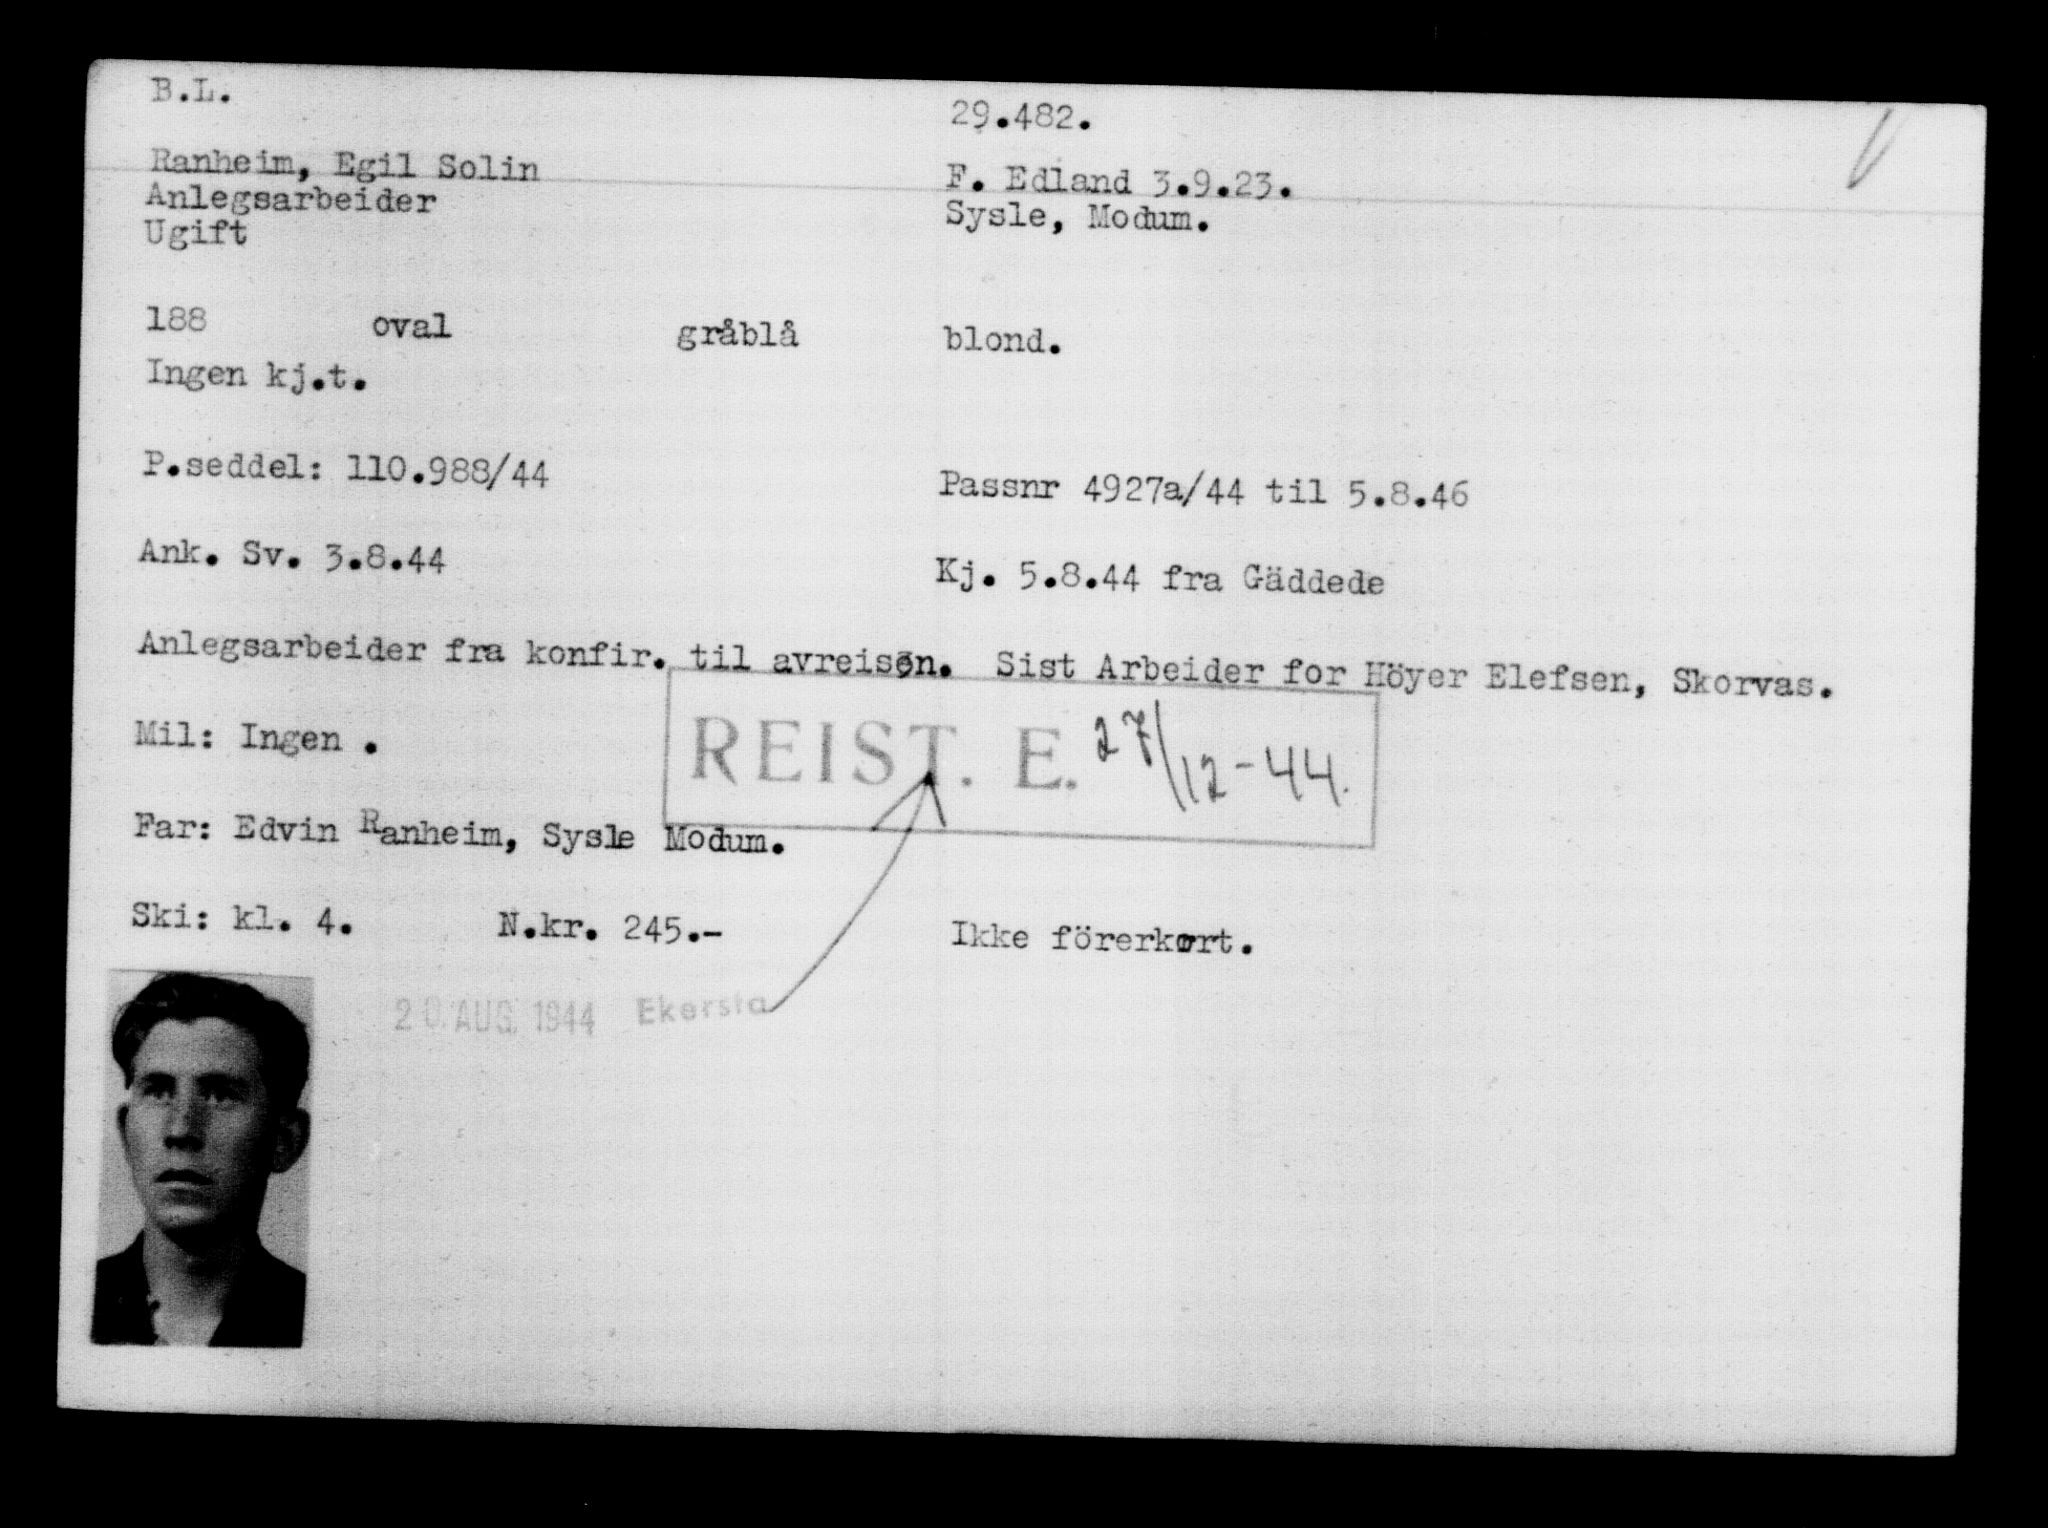 B.L.
29.482.
Ranheim, Egil Solin
F. Edland 3.9.23.
Anlegsarbeider
Sysle, Modum.
Ugift
188 oval gråblå blond.
Ingen kj.t.
P.seddel: 110.988/44
Passnr 4927a/44 til 5.8.46
Ank. Sv. 3.8.44
Kj. 5.8.44 fra Gäddede
Anlegsarbeider fra konfir. til avreisen. Sist Arbeider for Höyer Elefsen, Skorvas.
Mil: Ingen .
REIST. E. 27/12-44.
Far: Edvin Ranheim, Sysle Modum.
Ski: kl. 4. N.kr. 245.- Ikke förerkort.
20. AUG. 1944 Ekersta